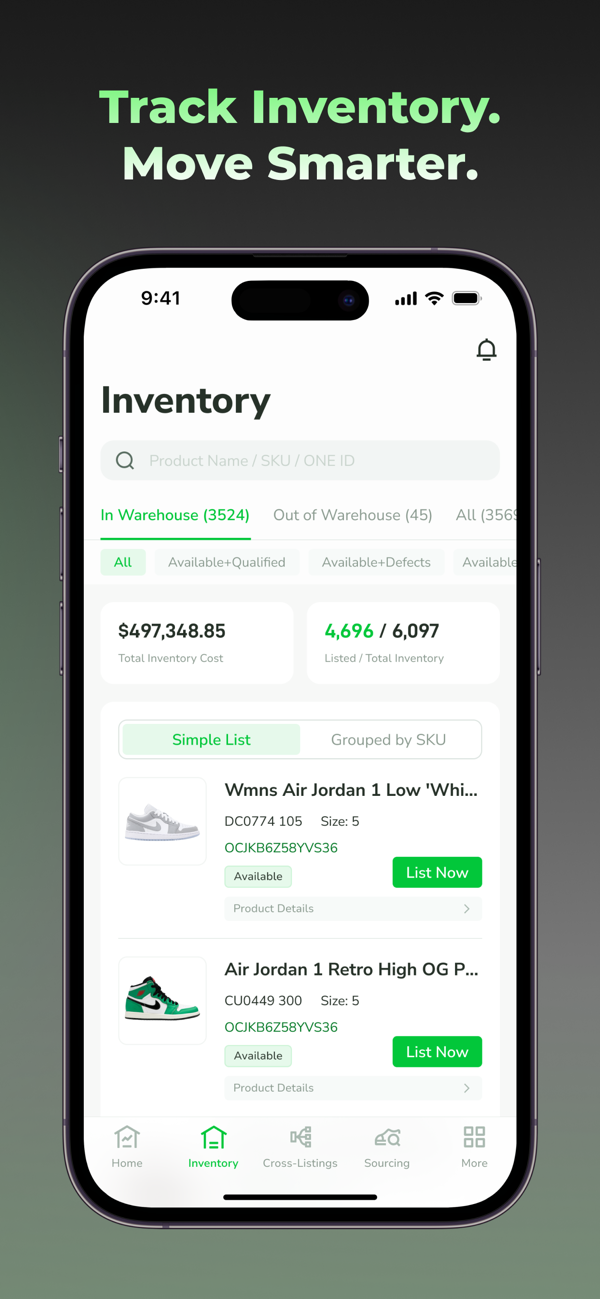 Track Inventory.
Move Smarter.
9:41
Inventory
Product Name / SKU / ONE ID
In Warehouse (3524) Out of Warehouse (45) All (3569
All Available+Qualified Available+Defects Available
$497,348.85 4,696 / 6,097
Total Inventory Cost Listed / Total Inventory
Simple List Grouped by SKU
Wmns Air Jordan 1 Low 'Whi...
DC0774 105 Size: 5
OCJKB6Z58YVS36
Available List Now
Product Details
Air Jordan 1 Retro High OG P...
CU0449 300 Size: 5
OCJKB6Z58YVS36
Available List Now
Product Details
Home Inventory Cross-Listings Sourcing More